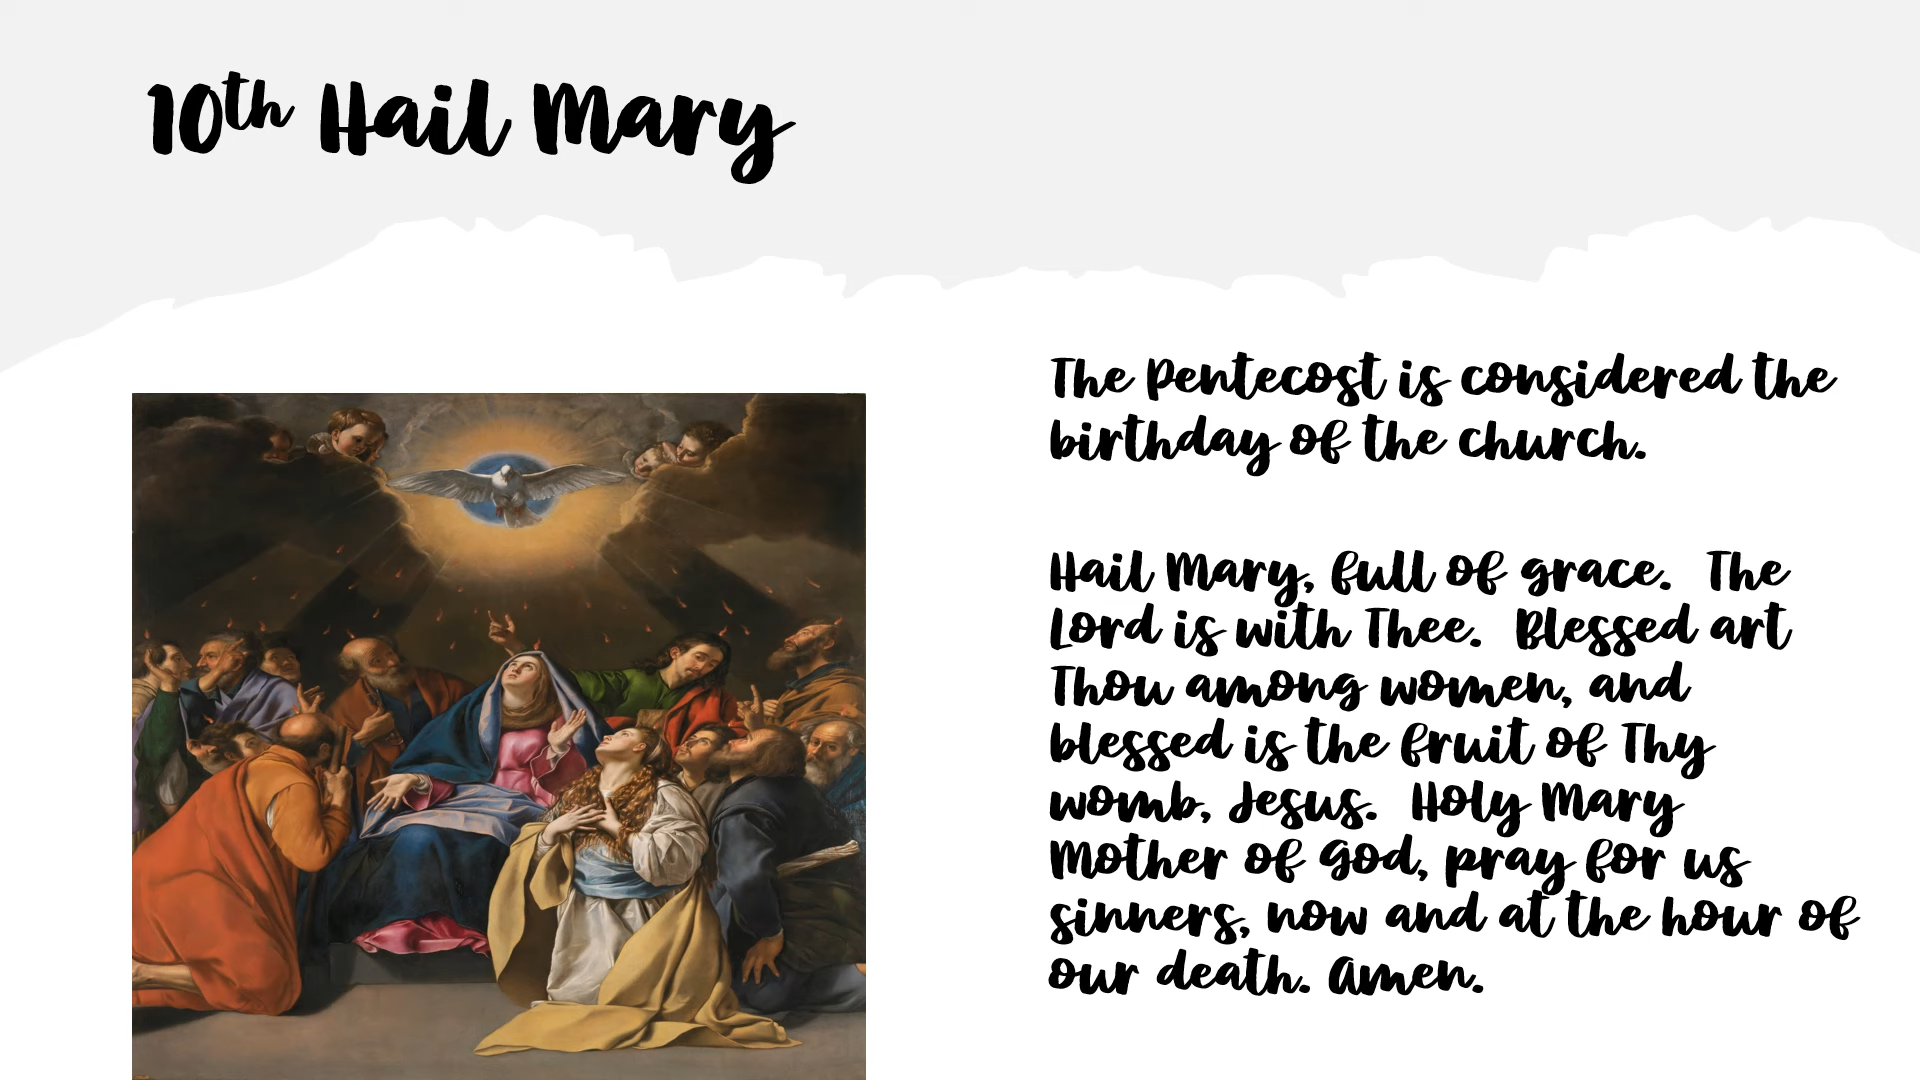 10th Hail Mary
The Pentecost is considered the
birthday of the church.
Hail Mary, full of grace.  The
Lord is with Thee.  Blessed art
Thou among women, and
blessed is the fruit of Thy
womb, Jesus.  Holy Mary
Mother of God, pray for us
sinners, now and at the hour of
our death. Amen.